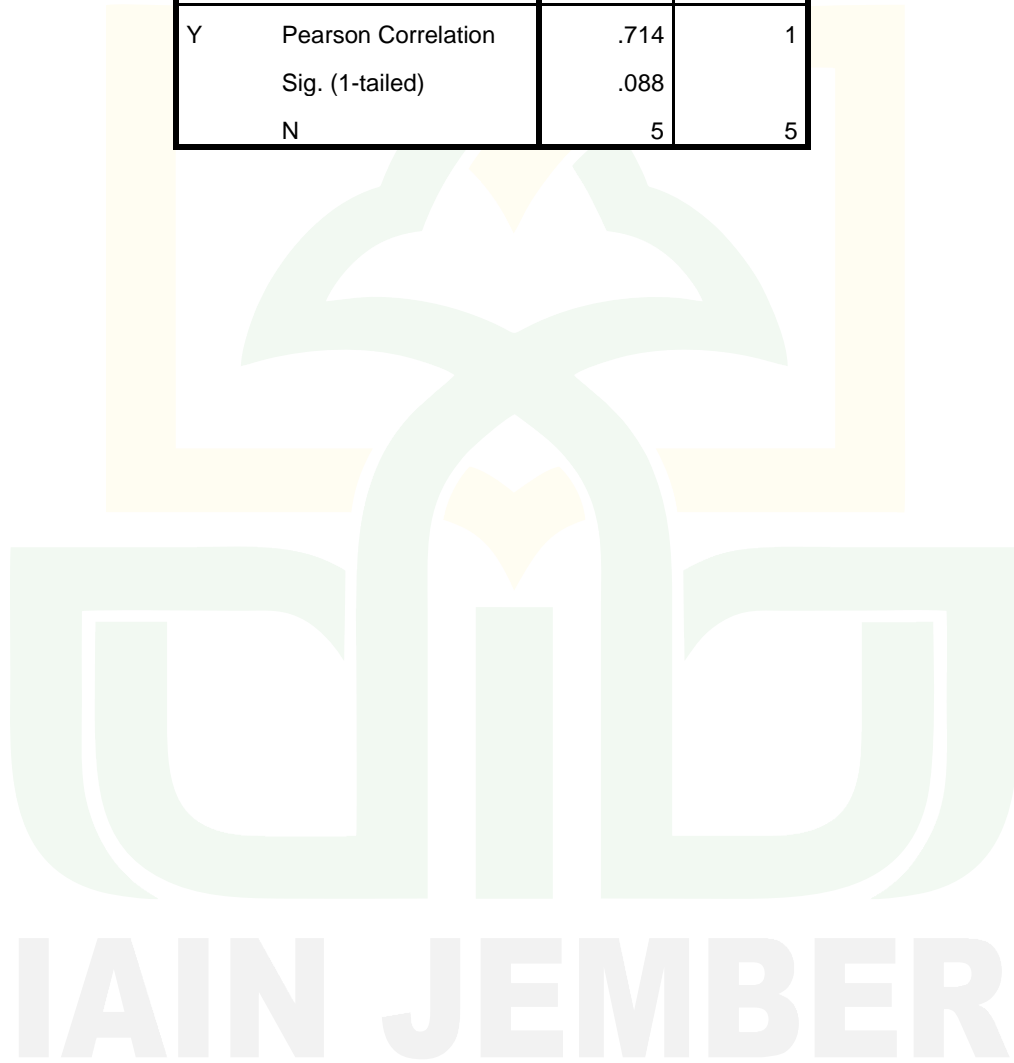 Y Pearson Correlation .714 1
Sig. (1-tailed) .088
N 5 5
IAIN JEMBER